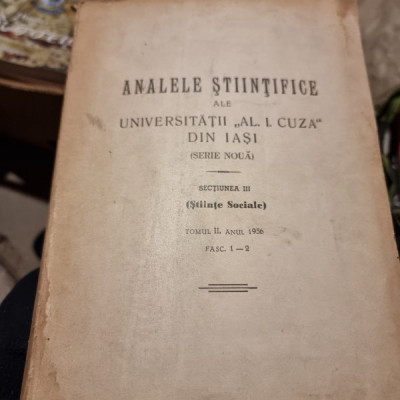 ANALELE ŞTIINŢIFICE
ALE
UNIVERSITĂŢII „AL. I. CUZA"
DIN IAŞI
(SERIE NOUĂ)
SECŢIUNEA III
(Ştiinţe Sociale)
TOMUL II, ANUL 1956
FASC. 1—2